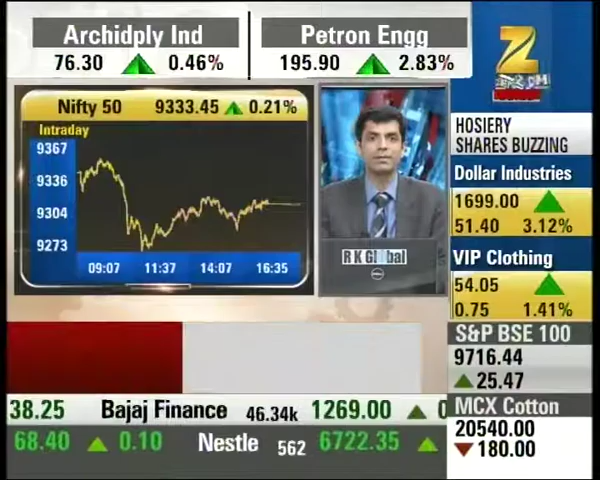 Archidply Ind
76.30 ▲ 0.46%
Petron Engg
195.90 ▲ 2.83%
Z
Nifty 50 9333.45 ▲ 0.21%
Intraday
9367
9336
9304
9273
09:07 11:37 14:07 16:35
R K Global
DELL
HOSIERY
SHARES BUZZING
Dollar Industries
1699.00 ▲
51.40 3.12%
VIP Clothing
54.05 ▲
0.75 1.41%
S&P BSE 100
9716.44
▲ 25.47
MCX Cotton
20540.00
▼ 180.00
38.25 Bajaj Finance 46.34k 1269.00 ▲ 0
68.40 ▲ 0.10 Nestle 562 6722.35 ▲